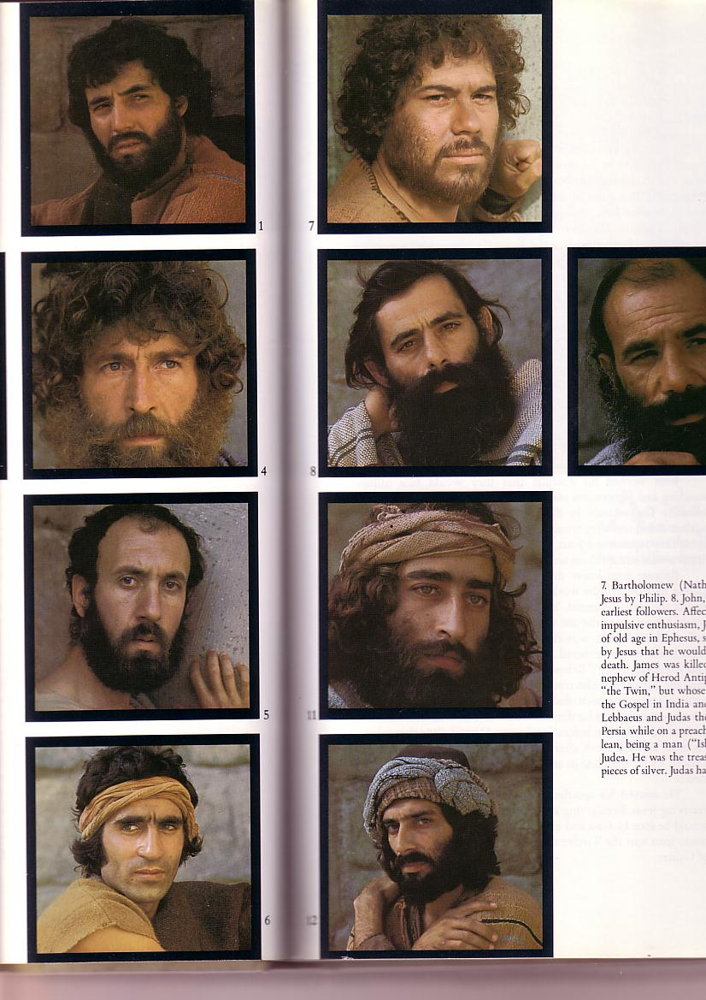 1
7
4
8
5
11
6
12
7. Bartholomew (Nath
Jesus by Philip. 8. John,
earliest followers. Affec
impulsive enthusiasm, J
of old age in Ephesus, s
by Jesus that he would
death. James was killed
nephew of Herod Antip
“the Twin,” but whose
the Gospel in India and
Lebbaeus and Judas the
Persia while on a preach
lean, being a man (“Ish
Judea. He was the treas
pieces of silver. Judas ha